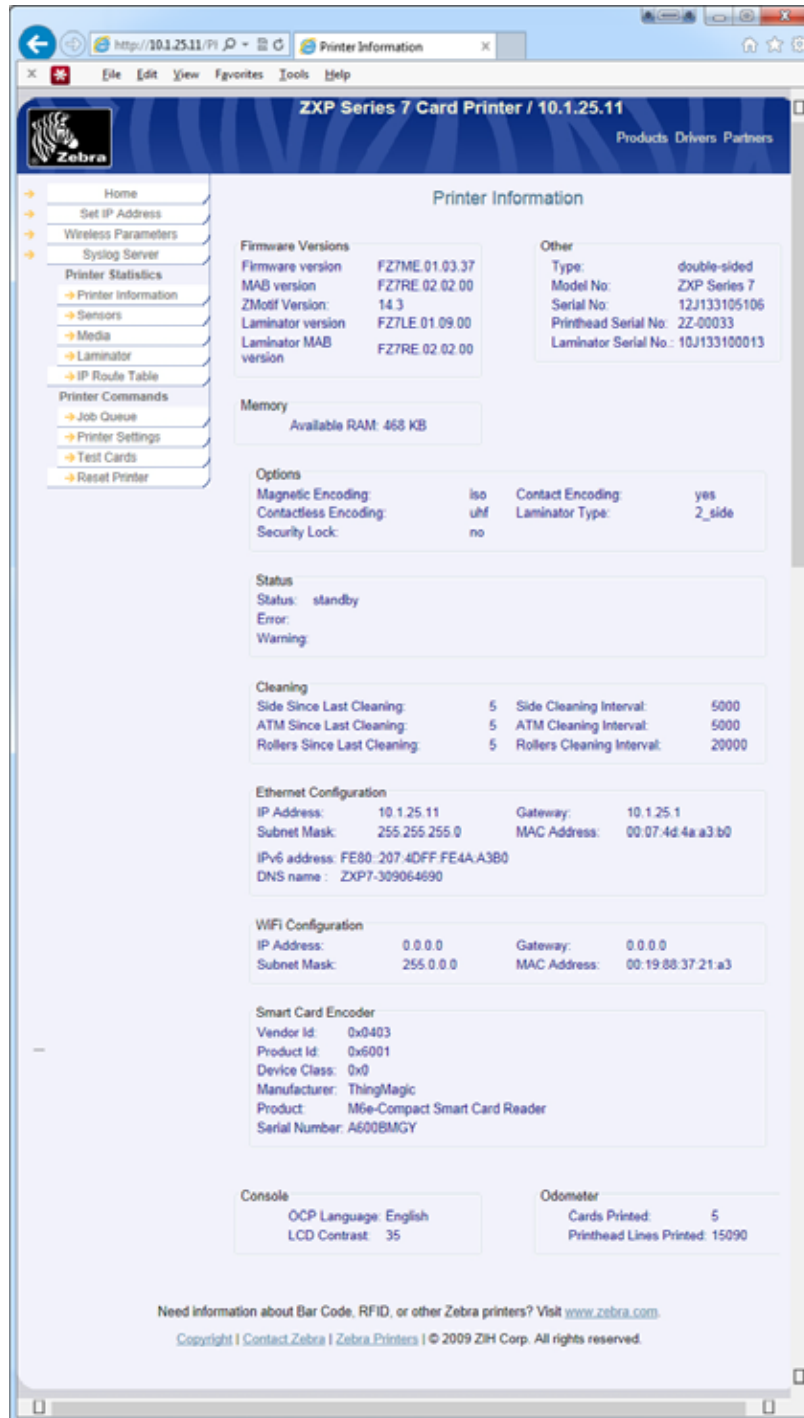 http://10.1.25.11/PI
Printer Information
File Edit View Favorites Tools Help
ZXP Series 7 Card Printer / 10.1.25.11
Zebra
Products Drivers Partners
Home
Set IP Address
Wireless Parameters
Syslog Server
Printer Statistics
Printer Information
Sensors
Media
Laminator
IP Route Table
Printer Commands
Job Queue
Printer Settings
Test Cards
Reset Printer
Printer Information
Firmware Versions
Firmware version FZ7ME.01.03.37
MAB version FZ7RE.02.02.00
ZMotif Version: 14.3
Laminator version FZ7LE.01.09.00
Laminator MAB version FZ7RE.02.02.00
Other
Type: double-sided
Model No: ZXP Series 7
Serial No: 12J133105106
Printhead Serial No: 2Z-00033
Laminator Serial No.: 10J133100013
Memory
Available RAM: 468 KB
Options
Magnetic Encoding: iso Contact Encoding: yes
Contactless Encoding: uhf Laminator Type: 2_side
Security Lock: no
Status
Status: standby
Error:
Warning:
Cleaning
Side Since Last Cleaning: 5 Side Cleaning Interval: 5000
ATM Since Last Cleaning: 5 ATM Cleaning Interval: 5000
Rollers Since Last Cleaning: 5 Rollers Cleaning Interval: 20000
Ethernet Configuration
IP Address: 10.1.25.11 Gateway: 10.1.25.1
Subnet Mask: 255.255.255.0 MAC Address: 00:07:4d:4a:a3:b0
IPv6 address: FE80::207:4DFF:FE4A:A3B0
DNS name : ZXP7-309064690
WiFi Configuration
IP Address: 0.0.0.0 Gateway: 0.0.0.0
Subnet Mask: 255.0.0.0 MAC Address: 00:19:88:37:21:a3
Smart Card Encoder
Vendor Id: 0x0403
Product Id: 0x6001
Device Class: 0x0
Manufacturer: ThingMagic
Product: M6e-Compact Smart Card Reader
Serial Number: A600BMGY
Console
OCP Language: English
LCD Contrast: 35
Odometer
Cards Printed: 5
Printhead Lines Printed: 15090
Need information about Bar Code, RFID, or other Zebra printers? Visit www.zebra.com.
Copyright | Contact Zebra | Zebra Printers | © 2009 ZIH Corp. All rights reserved.